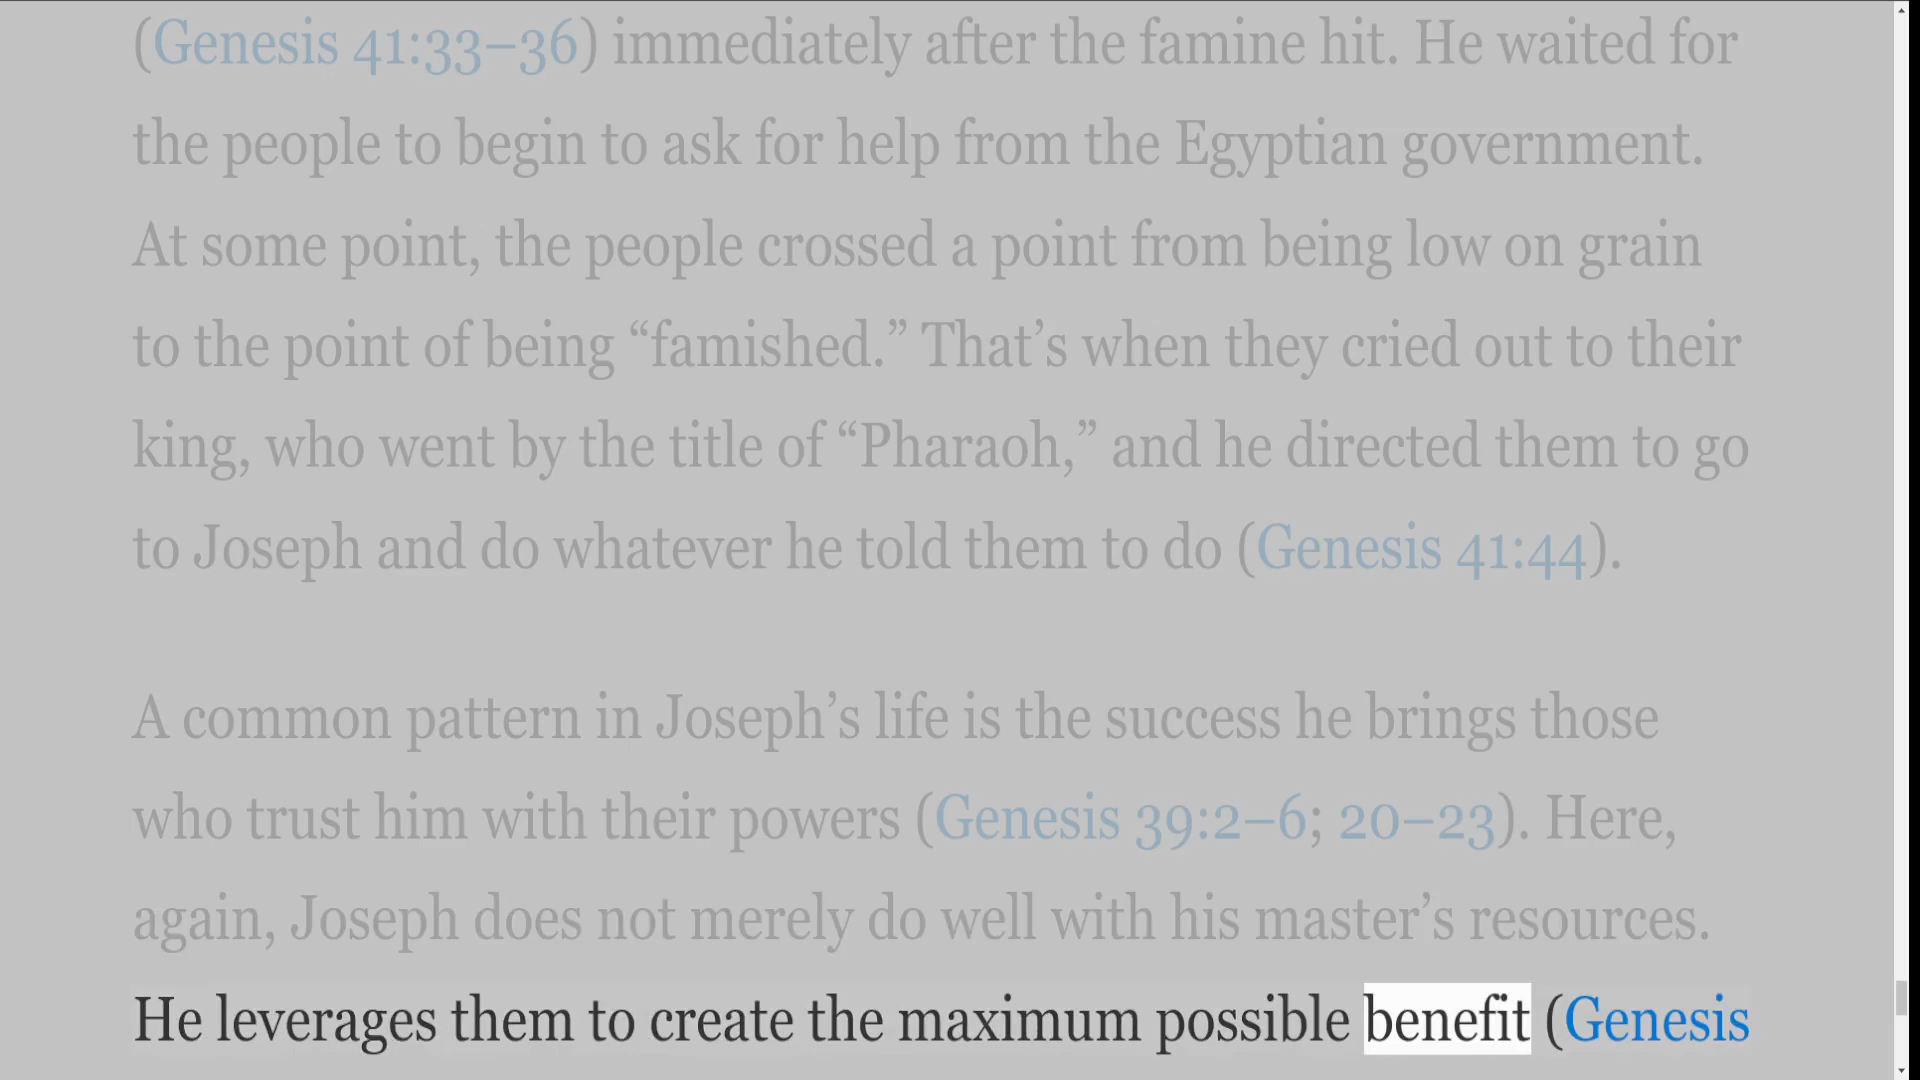 (Genesis 41:33–36) immediately after the famine hit. He waited for
the people to begin to ask for help from the Egyptian government.
At some point, the people crossed a point from being low on grain
to the point of being “famished.” That’s when they cried out to their
king, who went by the title of “Pharaoh,” and he directed them to go
to Joseph and do whatever he told them to do (Genesis 41:44).
A common pattern in Joseph’s life is the success he brings those
who trust him with their powers (Genesis 39:2–6; 20–23). Here,
again, Joseph does not merely do well with his master’s resources.
He leverages them to create the maximum possible benefit (Genesis